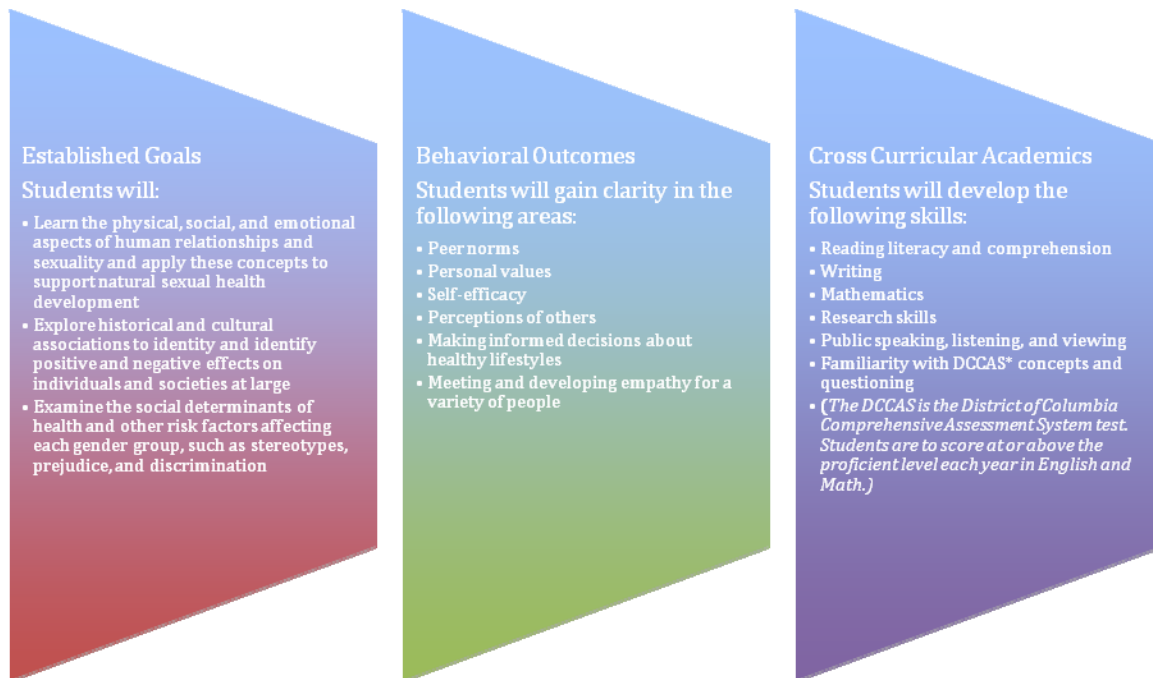 Established Goals
Students will:
• Learn the physical, social, and emotional
aspects of human relationships and
sexuality and apply these concepts to
support natural sexual health
development
• Explore historical and cultural
associations to identity and identify
positive and negative effects on
individuals and societies at large
• Examine the social determinants of
health and other risk factors affecting
each gender group, such as stereotypes,
prejudice, and discrimination
Behavioral Outcomes
Students will gain clarity in the
following areas:
• Peer norms
• Personal values
• Self-efficacy
• Perceptions of others
• Making informed decisions about
healthy lifestyles
• Meeting and developing empathy for a
variety of people
Cross Curricular Academics
Students will develop the
following skills:
• Reading literacy and comprehension
• Writing
• Mathematics
• Research skills
• Public speaking, listening, and viewing
• Familiarity with DCCAS* concepts and
questioning
• (The DCCAS is the District of Columbia
Comprehensive Assessment System test.
Students are to score at or above the
proficient level each year in English and
Math.)